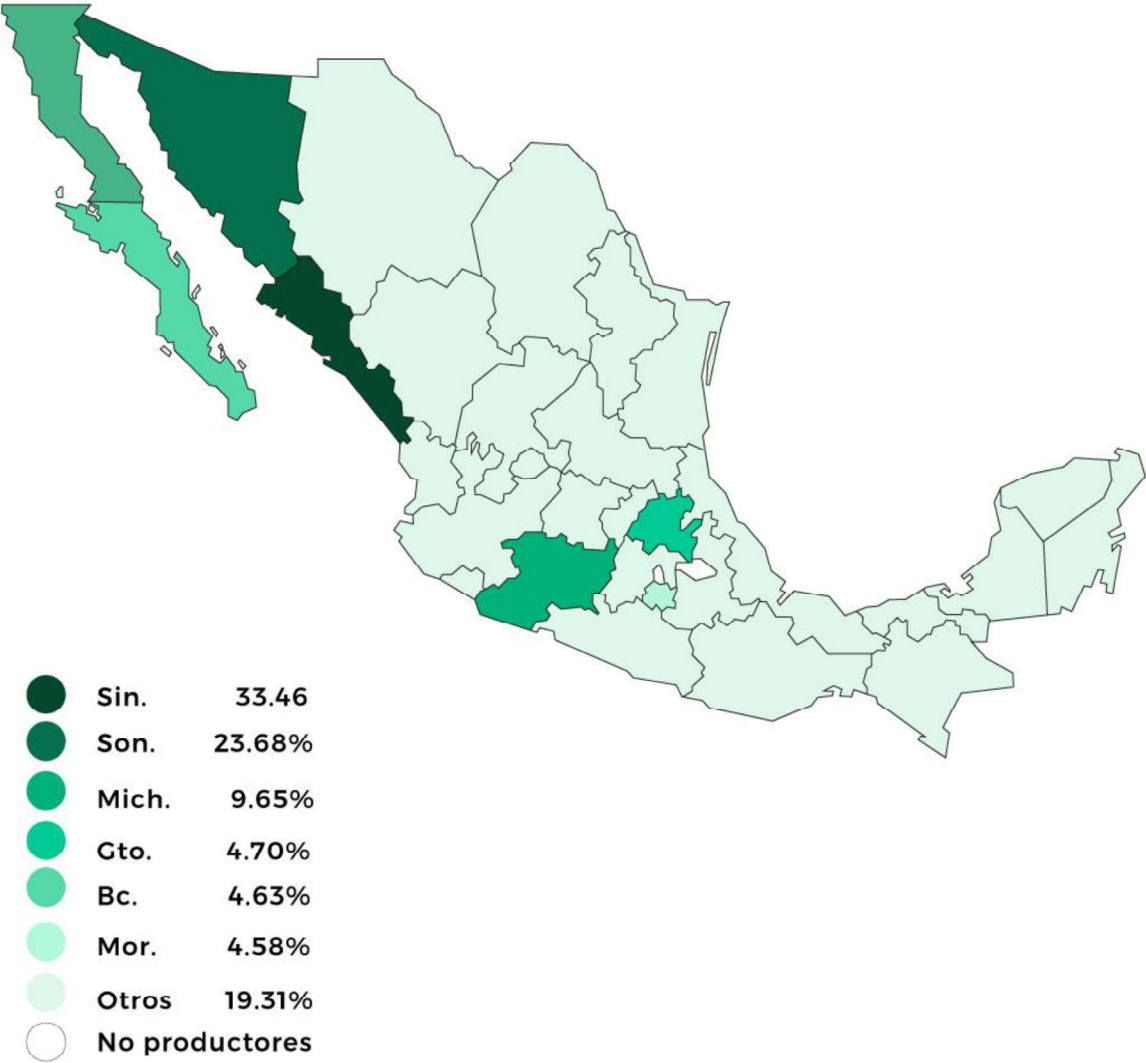 Sin. 33.46
Son. 23.68%
Mich. 9.65%
Gto. 4.70%
Bc. 4.63%
Mor. 4.58%
Otros 19.31%
No productores